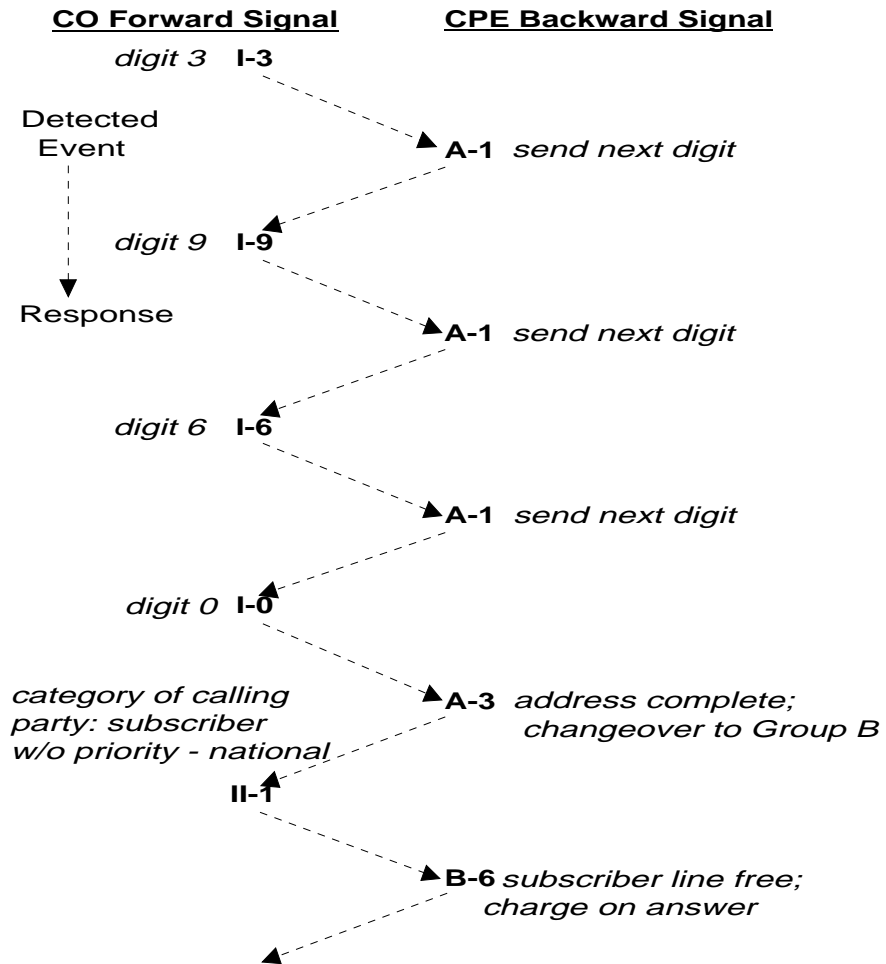 CO Forward Signal CPE Backward Signal
digit 3 I-3
Detected
Event
A-1 send next digit
digit 9 I-9
Response
A-1 send next digit
digit 6 I-6
A-1 send next digit
digit 0 I-0
category of calling
party: subscriber
w/o priority - national
A-3 address complete;
changeover to Group B
II-1
B-6 subscriber line free;
charge on answer